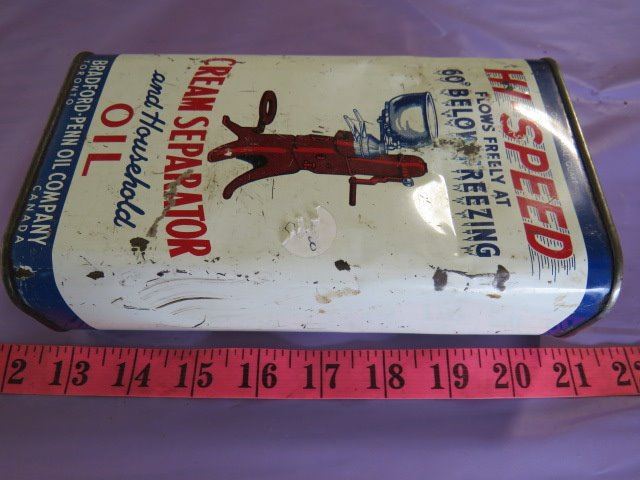 HI-SPEED
FLOWS FREELY AT
60° BELOW FREEZING
CREAM SEPARATOR
and Household
OIL
BRADFORD-PENN OIL COMPANY
TORONTO CANADA
2 13 14 15 16 17 18 19 20 21 2